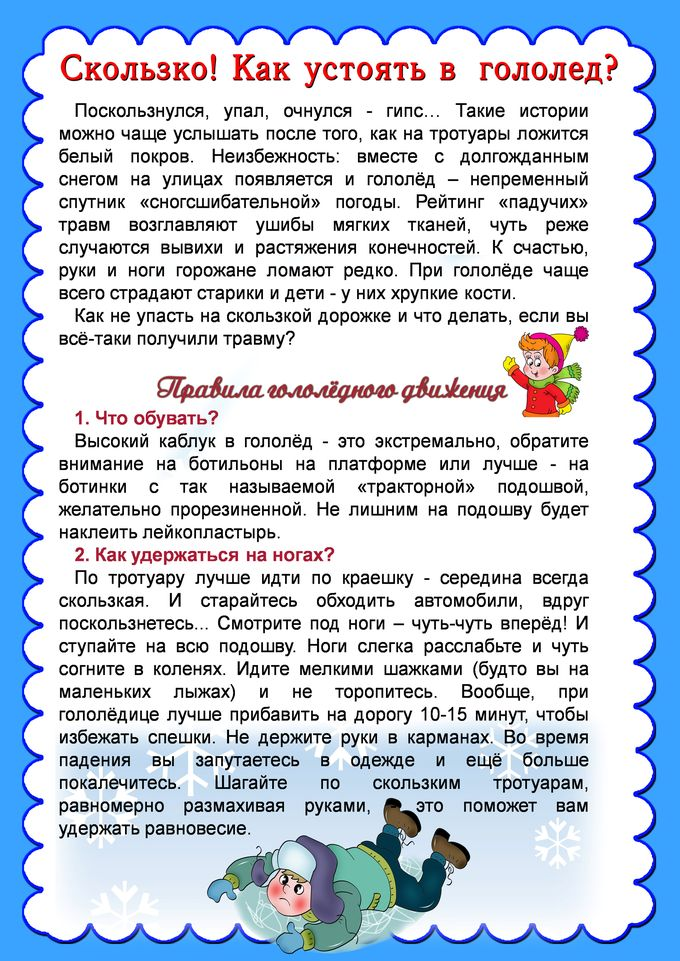 Скользко! Как устоять в гололед?
Поскользнулся, упал, очнулся - гипс... Такие истории
можно чаще услышать после того, как на тротуары ложится
белый покров. Неизбежность: вместе с долгожданным
снегом на улицах появляется и гололёд – непременный
спутник «сногсшибательной» погоды. Рейтинг «падучих»
травм возглавляют ушибы мягких тканей, чуть реже
случаются вывихи и растяжения конечностей. К счастью,
руки и ноги горожане ломают редко. При гололёде чаще
всего страдают старики и дети - у них хрупкие кости.
Как не упасть на скользкой дорожке и что делать, если вы
всё-таки получили травму?
Правила гололёдного движения
1. Что обувать?
Высокий каблук в гололёд - это экстремально, обратите
внимание на ботильоны на платформе или лучше - на
ботинки с так называемой «тракторной» подошвой,
желательно прорезиненной. Не лишним на подошву будет
наклеить лейкопластырь.
2. Как удержаться на ногах?
По тротуару лучше идти по краешку - середина всегда
скользкая. И старайтесь обходить автомобили, вдруг
поскользнетесь... Смотрите под ноги – чуть-чуть вперёд! И
ступайте на всю подошву. Ноги слегка расслабьте и чуть
согните в коленях. Идите мелкими шажками (будто вы на
маленьких лыжах) и не торопитесь. Вообще, при
гололёдице лучше прибавить на дорогу 10-15 минут, чтобы
избежать спешки. Не держите руки в карманах. Во время
падения вы запутаетесь в одежде и ещё больше
покалечитесь. Шагайте по скользким тротуарам,
равномерно размахивая руками, это поможет вам
удержать равновесие.